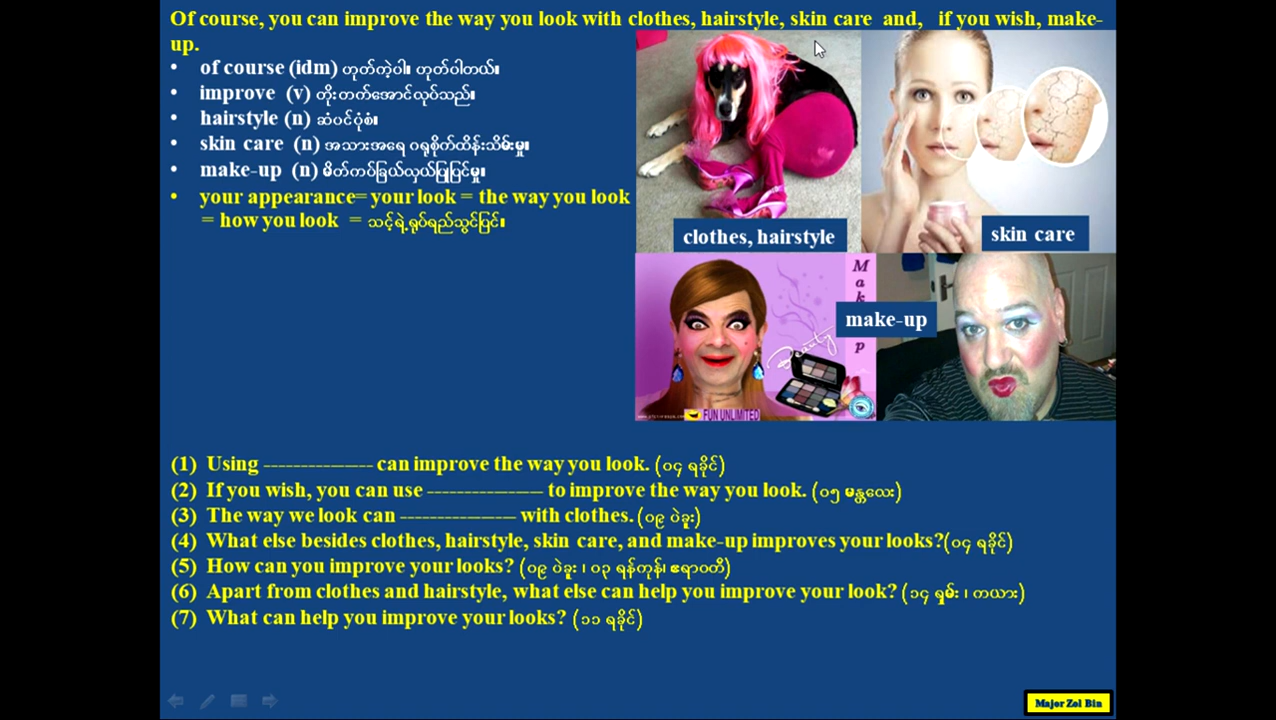 Of course, you can improve the way you look with clothes, hairstyle, skin care and, if you wish, make-
up.
• of course (idm) ဟုတ်ကဲ့ပါ။ ဟုတ်ပါတယ်။
• improve (v) တိုးတက်အောင်လုပ်သည်။
• hairstyle (n) ဆံပင်ပုံစံ။
• skin care (n) အသားအရေ ဂရုစိုက်ထိန်းသိမ်းမှု။
• make-up (n) မိတ်ကပ်ခြယ်လှယ်ပြုပြင်မှု။
• your appearance= your look = the way you look
= how you look = သင့်ရဲ့ရုပ်ရည်သွင်ပြင်။
clothes, hairstyle
skin care
make-up
Beauty
FUN UNLIMITED
(1) Using ------------------- can improve the way you look. (၀၄ ရခိုင်)
(2) If you wish, you can use -------------------- to improve the way you look. (၀၅ မန္တလေး)
(3) The way we look can -------------------- with clothes. (၀၉ ပဲခူး)
(4) What else besides clothes, hairstyle, skin care, and make-up improves your looks?(၀၄ ရခိုင်)
(5) How can you improve your looks? (၀၉ ပဲခူး ၊ ၀၃ ရန်ကုန်၊ ဧရာဝတီ)
(6) Apart from clothes and hairstyle, what else can help you improve your look? (၁၄ ရှမ်း ၊ ကယား)
(7) What can help you improve your looks? (၁၁ ရခိုင်)
Major Zol Bin